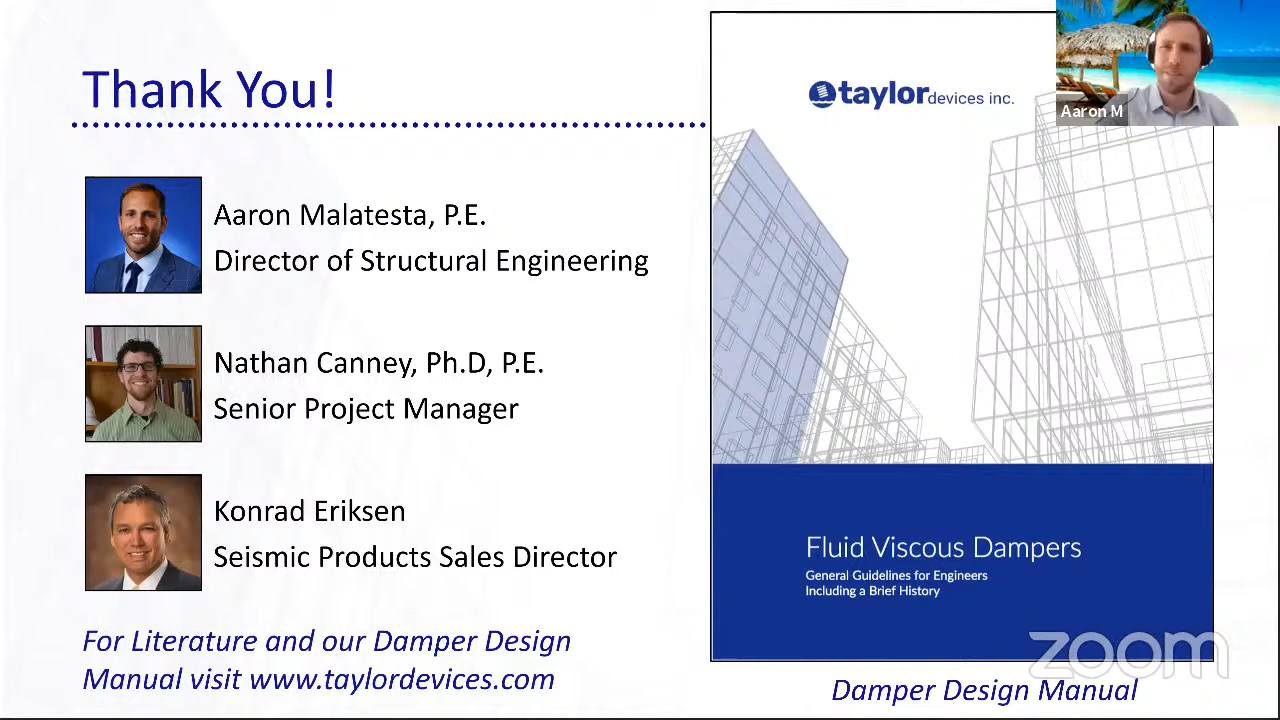 Thank You!
Aaron Malatesta, P.E.
Director of Structural Engineering
Nathan Canney, Ph.D, P.E.
Senior Project Manager
Konrad Eriksen
Seismic Products Sales Director
For Literature and our Damper Design
Manual visit www.taylordevices.com
taylor devices inc.
Fluid Viscous Dampers
General Guidelines for Engineers
Including a Brief History
Damper Design Manual
Aaron M
zoom